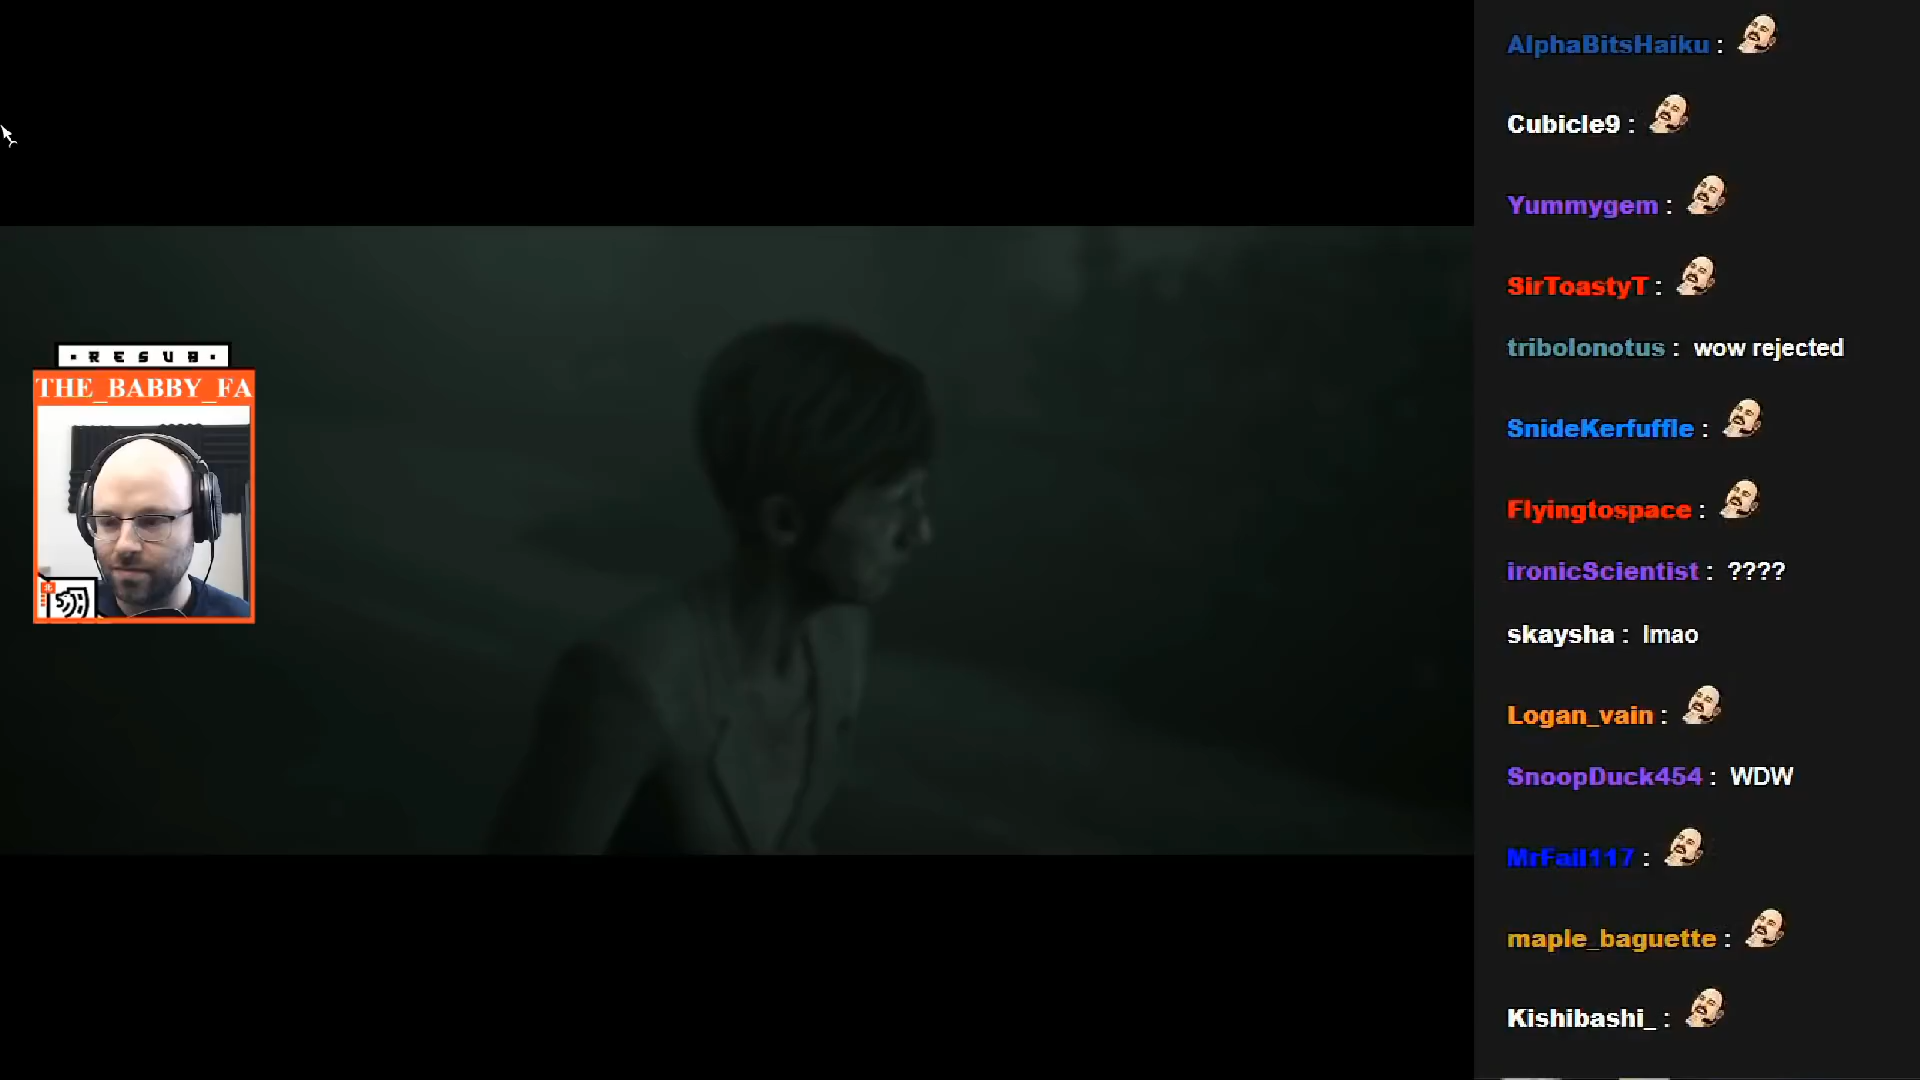 AlphaBitsHaiku :
Cubicle9 :
Yummygem :
SirToastyT :
tribolonotus : wow rejected
SnideKerfuffle :
Flyingtospace :
ironicScientist : ????
skaysha : lmao
Logan_vain :
SnoopDuck454 : WDW
MrFail117 :
maple_baguette :
Kishibashi_ :
·RESUB·
THE_BABBY_FA